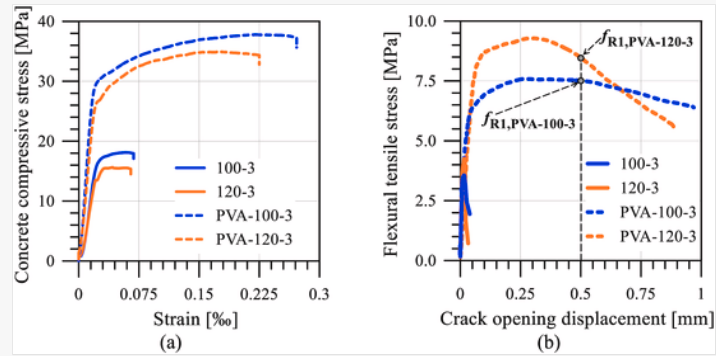 Concrete compressive stress [MPa]
40
30
20
10
0
100-3
120-3
PVA-100-3
PVA-120-3
0
0.075
0.15
0.225
0.3
Strain [‰]
(a)
Flexural tensile stress [MPa]
10.0
7.5
5.0
2.5
0.0
fR1,PVA-120-3
fR1,PVA-100-3
100-3
120-3
PVA-100-3
PVA-120-3
0
0.25
0.5
0.75
1
Crack opening displacement [mm]
(b)